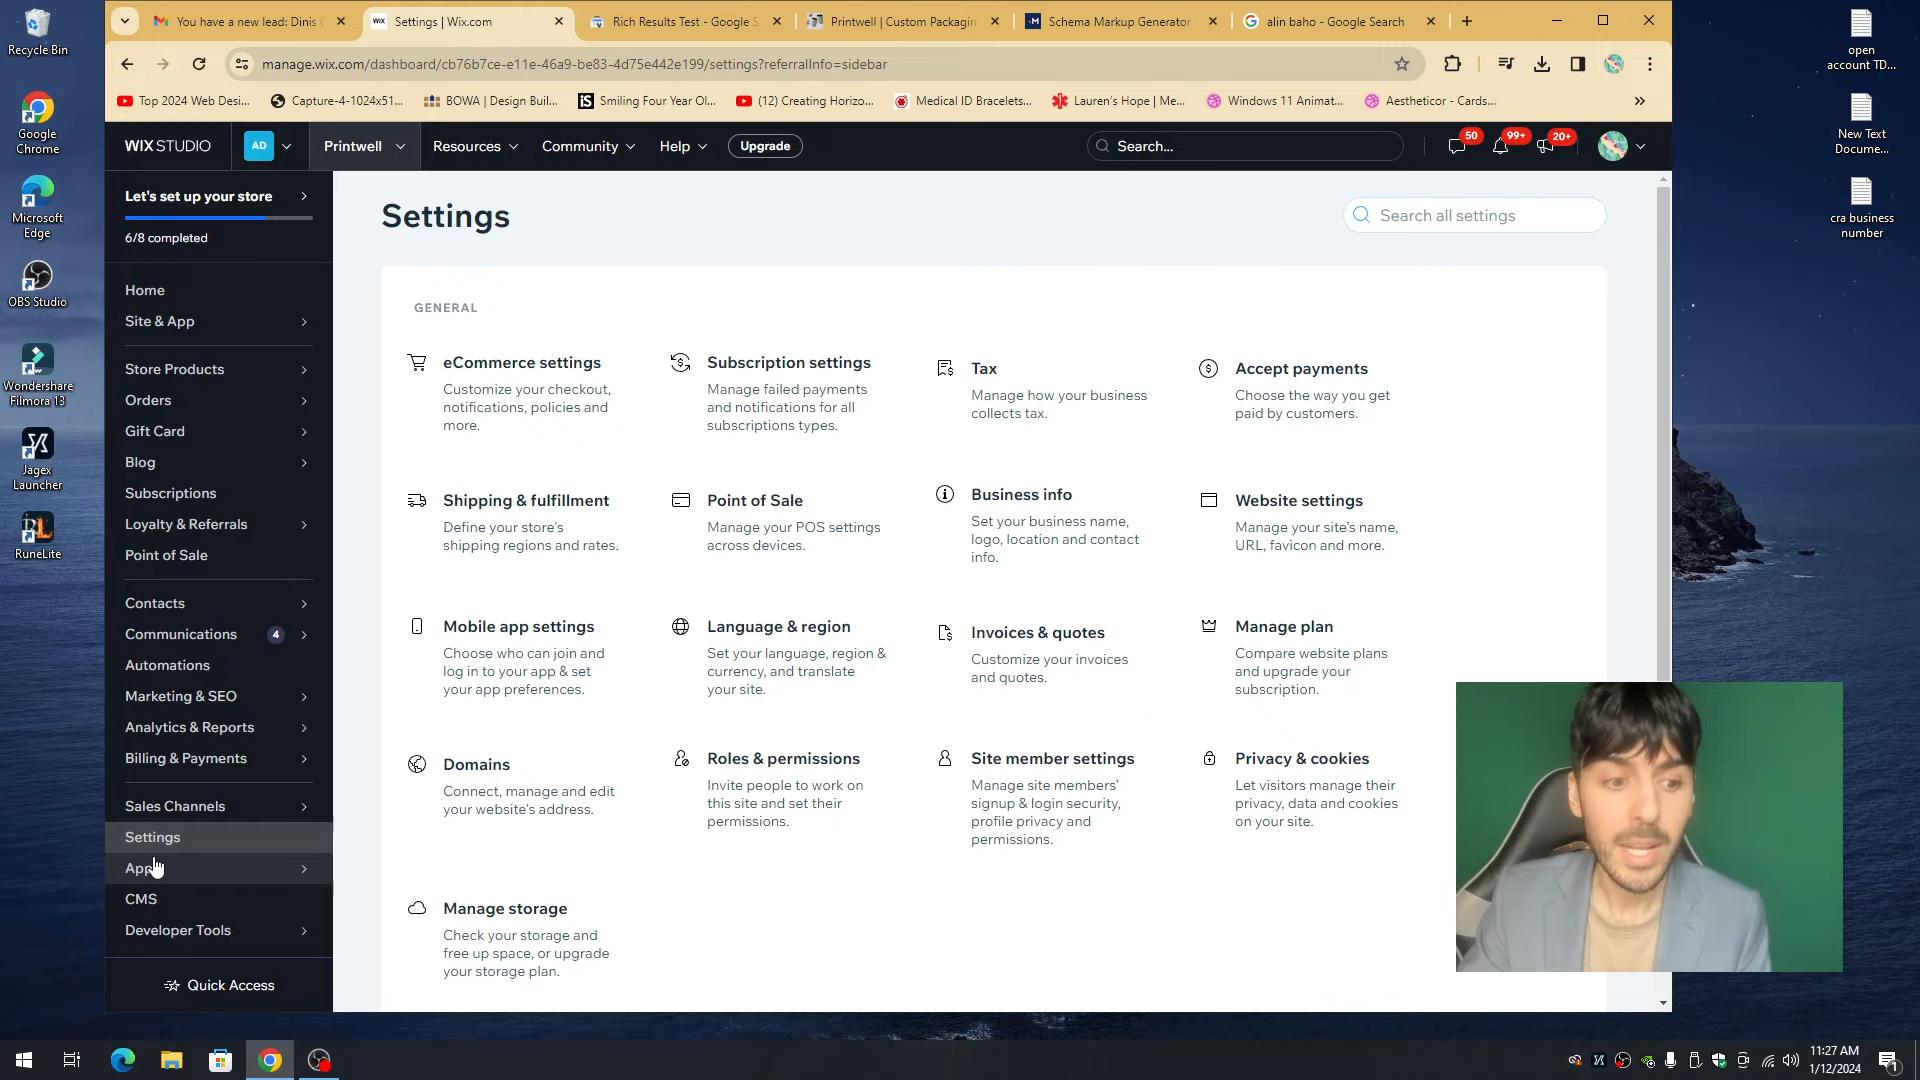 Recycle Bin
Google
Chrome
Microsoft
Edge
OBS Studio
Wondershare
Filmora 13
Jagex
Launcher
RuneLite
open
account TD...
New Text
Docume...
cra business
number
You have a new lead: Dinis
Settings | Wix.com
Rich Results Test - Google S
Printwell | Custom Packagin
Schema Markup Generator
alin baho - Google Search
manage.wix.com/dashboard/cb76b7ce-e11e-46a9-be83-4d75e442e199/settings?referralInfo=sidebar
Top 2024 Web Desi...
Capture-4-1024x51...
BOWA | Design Buil...
Smiling Four Year Ol...
(12) Creating Horizo...
Medical ID Bracelets...
Lauren's Hope | Me...
Windows 11 Animat...
Aestheticor - Cards...
WIX STUDIO
AD
Printwell
Resources
Community
Help
Upgrade
Search...
50
99+
20+
Let's set up your store
6/8 completed
Home
Site & App
Store Products
Orders
Gift Card
Blog
Subscriptions
Loyalty & Referrals
Point of Sale
Contacts
Communications
4
Automations
Marketing & SEO
Analytics & Reports
Billing & Payments
Sales Channels
Settings
App
CMS
Developer Tools
Quick Access
Settings
Search all settings
GENERAL
eCommerce settings
Customize your checkout,
notifications, policies and
more.
Subscription settings
Manage failed payments
and notifications for all
subscriptions types.
Tax
Manage how your business
collects tax.
Accept payments
Choose the way you get
paid by customers.
Shipping & fulfillment
Define your store's
shipping regions and rates.
Point of Sale
Manage your POS settings
across devices.
Business info
Set your business name,
logo, location and contact
info.
Website settings
Manage your site's name,
URL, favicon and more.
Mobile app settings
Choose who can join and
log in to your app & set
your app preferences.
Language & region
Set your language, region &
currency, and translate
your site.
Invoices & quotes
Customize your invoices
and quotes.
Manage plan
Compare website plans
and upgrade your
subscription.
Domains
Connect, manage and edit
your website's address.
Roles & permissions
Invite people to work on
this site and set their
permissions.
Site member settings
Manage site members'
signup & login security,
profile privacy and
permissions.
Privacy & cookies
Let visitors manage their
privacy, data and cookies
on your site.
Manage storage
Check your storage and
free up space, or upgrade
your storage plan.
11:27 AM
1/12/2024
1